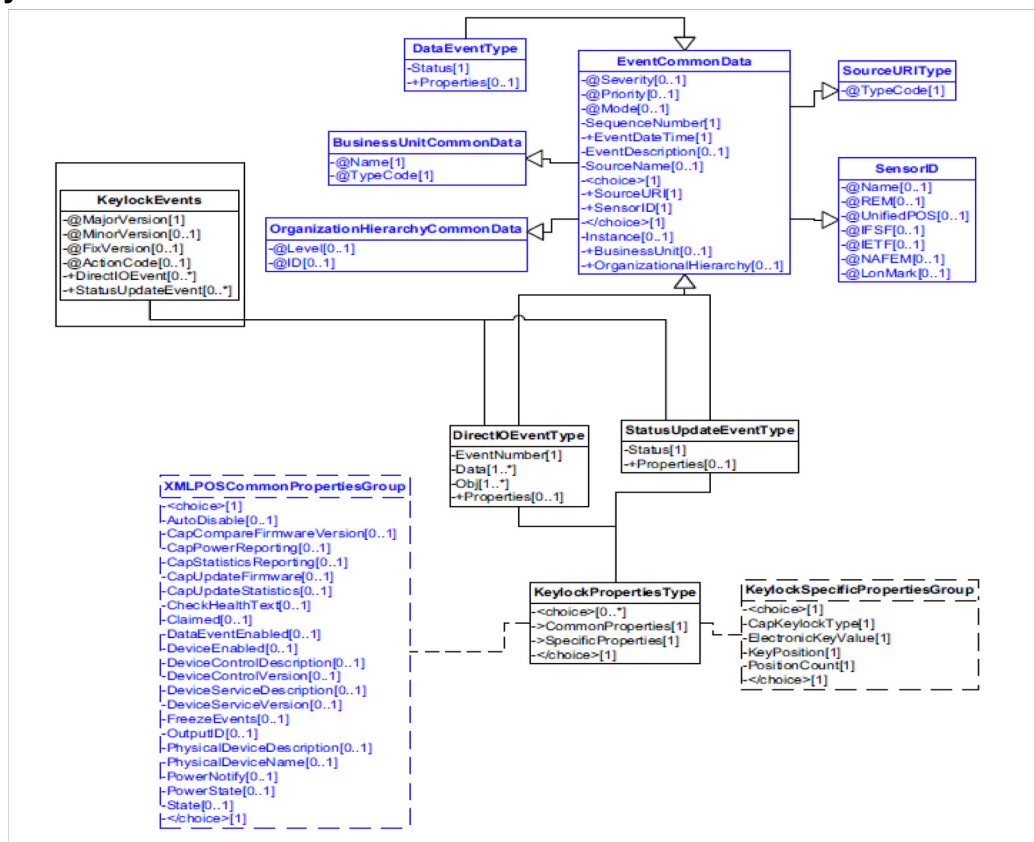 DataEventType
-Status[1]
-+Properties[0..1]
EventCommonData
-@Severity[0..1]
-@Priority[0..1]
-@Mode[0..1]
-SequenceNumber[1]
-+EventDateTime[1]
-EventDescription[0..1]
-SourceName[0..1]
-<choice>[1]
-+SourceURI[1]
-+SensorID[1]
-</choice>[1]
-Instance[0..1]
-+BusinessUnit[0..1]
-+OrganizationalHierarchy[0..1]
SourceURIType
-@TypeCode[1]
BusinessUnitCommonData
-@Name[1]
-@TypeCode[1]
SensorID
-@Name[0..1]
-@REM[0..1]
-@UnifiedPOS[0..1]
-@IFSF[0..1]
-@IETF[0..1]
-@NAFEM[0..1]
-@LonMark[0..1]
KeylockEvents
-@MajorVersion[1]
-@MinorVersion[0..1]
-@FixVersion[0..1]
-@ActionCode[0..1]
-+DirectIOEvent[0..*]
-+StatusUpdateEvent[0..*]
OrganizationHierarchyCommonData
-@Level[0..1]
-@ID[0..1]
DirectIOEventType
-EventNumber[1]
-Data[1..*]
-Obj[1..*]
-+Properties[0..1]
StatusUpdateEventType
-Status[1]
-+Properties[0..1]
XMLPOSCommonPropertiesGroup
-<choice>[1]
-AutoDisable[0..1]
-CapCompareFirmwareVersion[0..1]
-CapPowerReporting[0..1]
-CapStatisticsReporting[0..1]
-CapUpdateFirmware[0..1]
-CapUpdateStatistics[0..1]
-CheckHealthText[0..1]
-Claimed[0..1]
-DataEventEnabled[0..1]
-DeviceEnabled[0..1]
-DeviceControlDescription[0..1]
-DeviceControlVersion[0..1]
-DeviceServiceDescription[0..1]
-DeviceServiceVersion[0..1]
-FreezeEvents[0..1]
-OutputID[0..1]
-PhysicalDeviceDescription[0..1]
-PhysicalDeviceName[0..1]
-PowerNotify[0..1]
-PowerState[0..1]
-State[0..1]
-</choice>[1]
KeylockPropertiesType
-<choice>[0..*]
->CommonProperties[1]
->SpecificProperties[1]
-</choice>[1]
KeylockSpecificPropertiesGroup
-<choice>[1]
-CapKeylockType[1]
-ElectronicKeyValue[1]
-KeyPosition[1]
-PositionCount[1]
-</choice>[1]